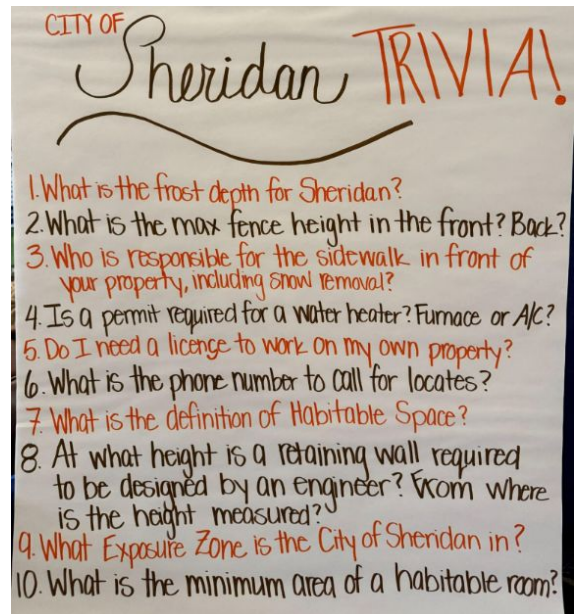 CITY OF
Sheridan TRIVIA!
1. What is the frost depth for Sheridan?
2. What is the max fence height in the front? Back?
3. Who is responsible for the sidewalk in front of
your property, including snow removal?
4. Is a permit required for a water heater? Furnace or A/C?
5. Do I need a licence to work on my own property?
6. What is the phone number to call for locates?
7. What is the definition of Habitable Space?
8. At what height is a retaining wall required
to be designed by an engineer? From where
is the height measured?
9. What Exposure Zone is the City of Sheridan in?
10. What is the minimum area of a habitable room?